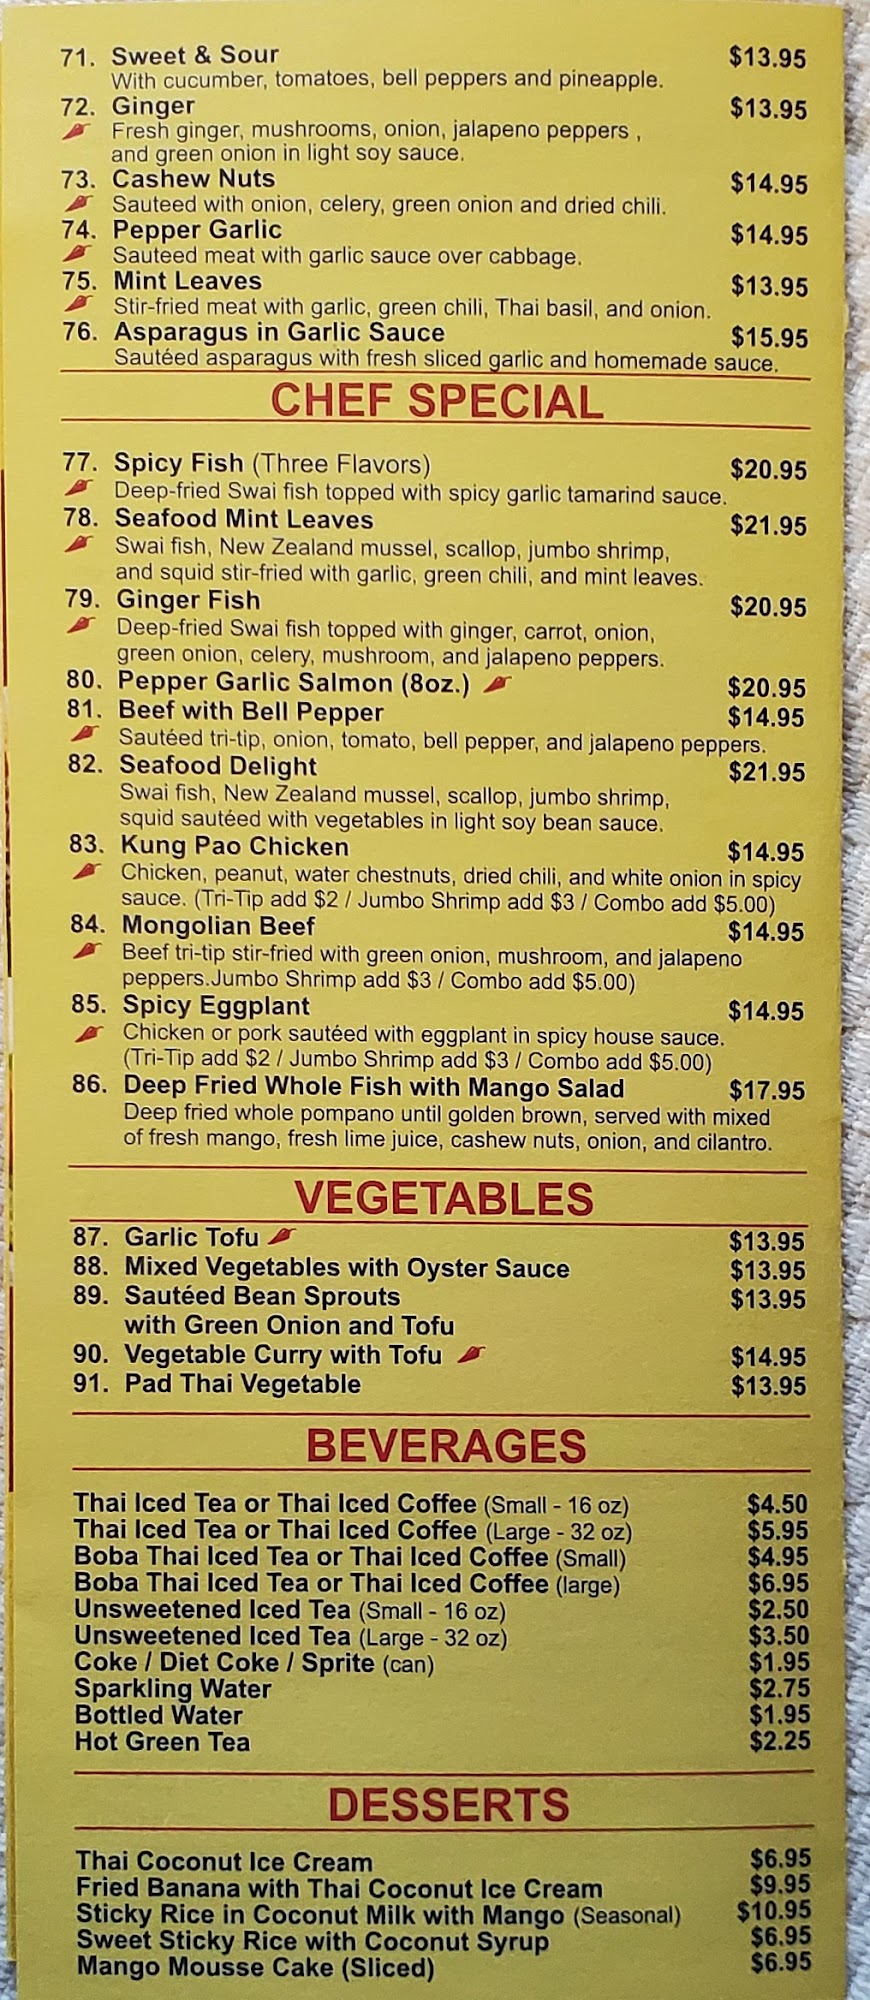 71. Sweet & Sour $13.95
With cucumber, tomatoes, bell peppers and pineapple.
72. Ginger $13.95
Fresh ginger, mushrooms, onion, jalapeno peppers ,
and green onion in light soy sauce.
73. Cashew Nuts $14.95
Sauteed with onion, celery, green onion and dried chili.
74. Pepper Garlic $14.95
Sauteed meat with garlic sauce over cabbage.
75. Mint Leaves $13.95
Stir-fried meat with garlic, green chili, Thai basil, and onion.
76. Asparagus in Garlic Sauce $15.95
Sautéed asparagus with fresh sliced garlic and homemade sauce.
CHEF SPECIAL
77. Spicy Fish (Three Flavors) $20.95
Deep-fried Swai fish topped with spicy garlic tamarind sauce.
78. Seafood Mint Leaves $21.95
Swai fish, New Zealand mussel, scallop, jumbo shrimp,
and squid stir-fried with garlic, green chili, and mint leaves.
79. Ginger Fish $20.95
Deep-fried Swai fish topped with ginger, carrot, onion,
green onion, celery, mushroom, and jalapeno peppers.
80. Pepper Garlic Salmon (8oz.) $20.95
81. Beef with Bell Pepper $14.95
Sautéed tri-tip, onion, tomato, bell pepper, and jalapeno peppers.
82. Seafood Delight $21.95
Swai fish, New Zealand mussel, scallop, jumbo shrimp,
squid sautéed with vegetables in light soy bean sauce.
83. Kung Pao Chicken $14.95
Chicken, peanut, water chestnuts, dried chili, and white onion in spicy
sauce. (Tri-Tip add $2 / Jumbo Shrimp add $3 / Combo add $5.00)
84. Mongolian Beef $14.95
Beef tri-tip stir-fried with green onion, mushroom, and jalapeno
peppers.Jumbo Shrimp add $3 / Combo add $5.00)
85. Spicy Eggplant $14.95
Chicken or pork sautéed with eggplant in spicy house sauce.
(Tri-Tip add $2 / Jumbo Shrimp add $3 / Combo add $5.00)
86. Deep Fried Whole Fish with Mango Salad $17.95
Deep fried whole pompano until golden brown, served with mixed
of fresh mango, fresh lime juice, cashew nuts, onion, and cilantro.
VEGETABLES
87. Garlic Tofu $13.95
88. Mixed Vegetables with Oyster Sauce $13.95
89. Sautéed Bean Sprouts $13.95
with Green Onion and Tofu
90. Vegetable Curry with Tofu $14.95
91. Pad Thai Vegetable $13.95
BEVERAGES
Thai Iced Tea or Thai Iced Coffee (Small - 16 oz) $4.50
Thai Iced Tea or Thai Iced Coffee (Large - 32 oz) $5.95
Boba Thai Iced Tea or Thai Iced Coffee (Small) $4.95
Boba Thai Iced Tea or Thai Iced Coffee (large) $6.95
Unsweetened Iced Tea (Small - 16 oz) $2.50
Unsweetened Iced Tea (Large - 32 oz) $3.50
Coke / Diet Coke / Sprite (can) $1.95
Sparkling Water $2.75
Bottled Water $1.95
Hot Green Tea $2.25
DESSERTS
Thai Coconut Ice Cream $6.95
Fried Banana with Thai Coconut Ice Cream $9.95
Sticky Rice in Coconut Milk with Mango (Seasonal) $10.95
Sweet Sticky Rice with Coconut Syrup $6.95
Mango Mousse Cake (Sliced) $6.95